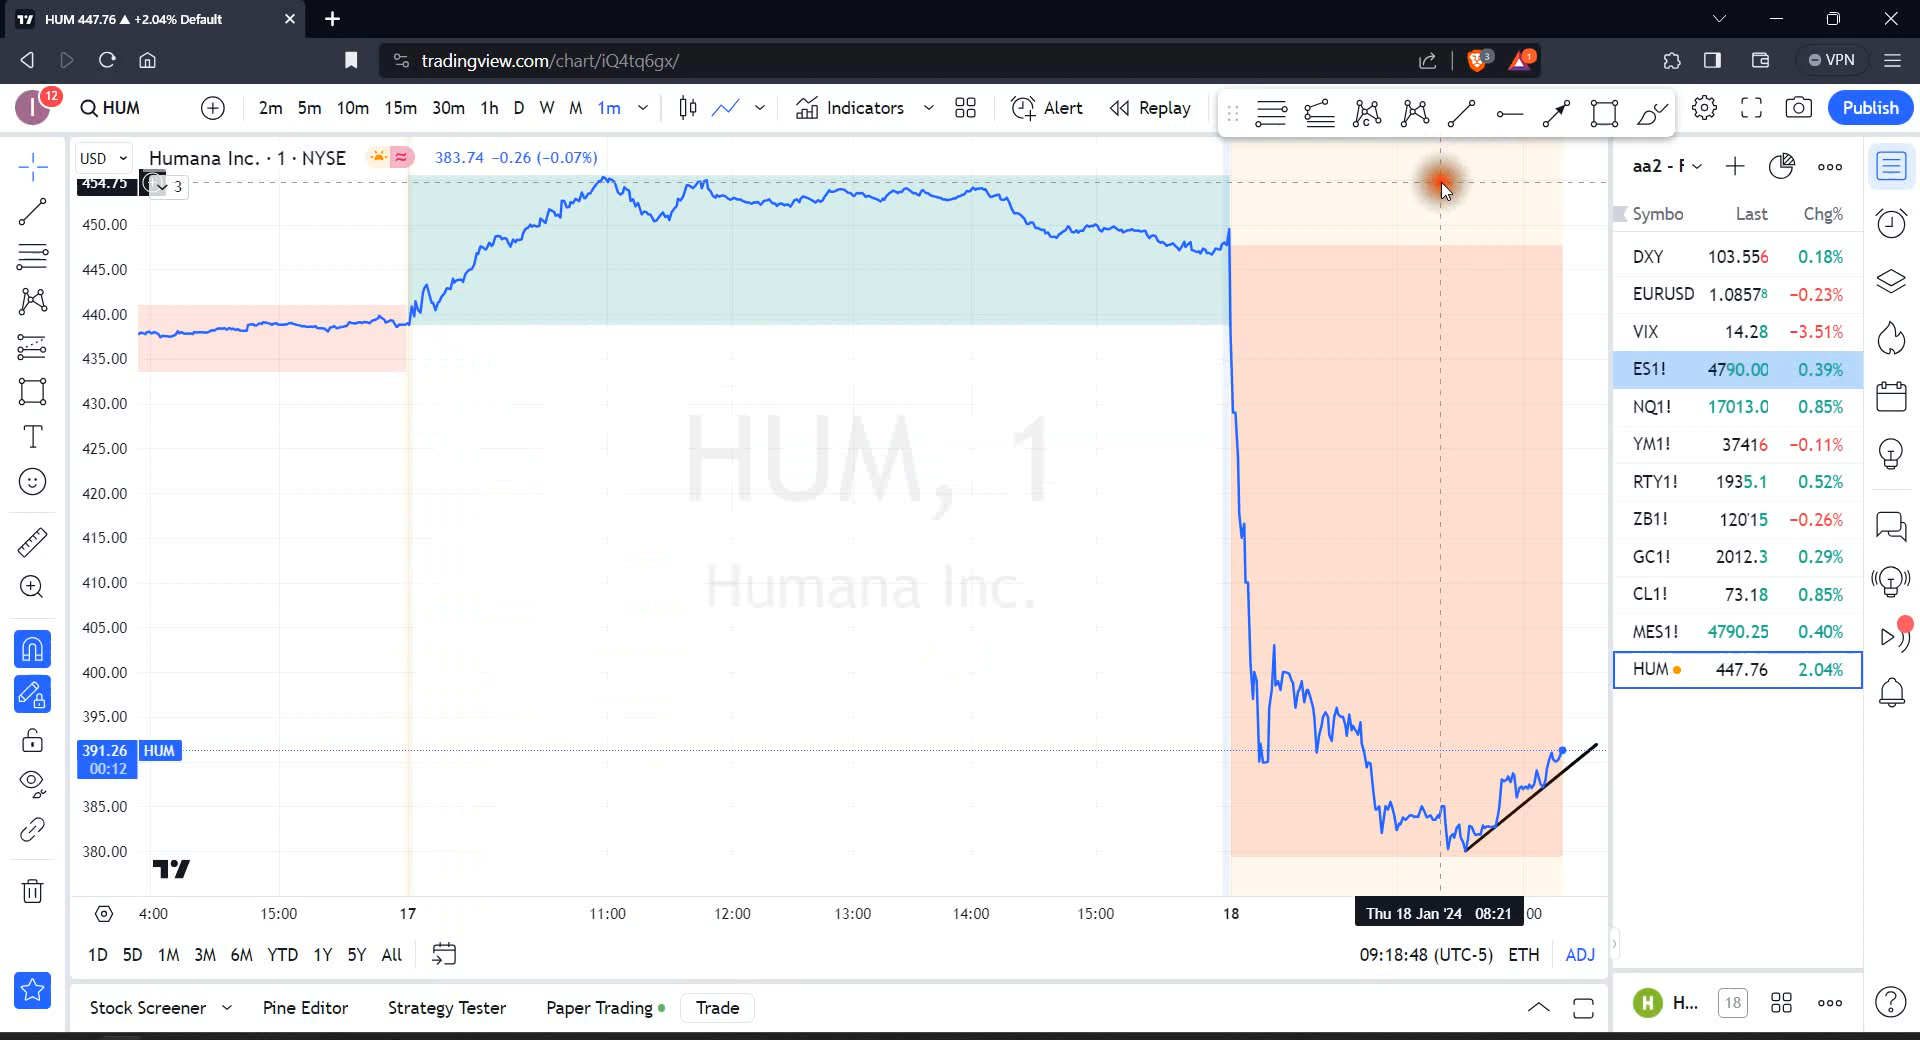 HUM 447.76 ▲ +2.04% Default
tradingview.com/chart/iQ4tq6gx/
3
1
VPN
I
12
HUM
2m 5m 10m 15m 30m 1h D W M 1m
Indicators
Alert
Replay
Publish
USD
Humana Inc. · 1 · NYSE
383.74 −0.26 (−0.07%)
454.75
3
450.00
445.00
440.00
435.00
430.00
425.00
420.00
415.00
410.00
405.00
400.00
395.00
391.26 HUM
00:12
385.00
380.00
HUM, 1
Humana Inc.
4:00 15:00 17 11:00 12:00 13:00 14:00 15:00 18 Thu 18 Jan '24 08:21 00
1D 5D 1M 3M 6M YTD 1Y 5Y All
09:18:48 (UTC-5) ETH ADJ
Stock Screener Pine Editor Strategy Tester Paper Trading Trade
aa2 - F
Symbo Last Chg%
DXY 103.556 0.18%
EURUSD 1.08578 −0.23%
VIX 14.28 −3.51%
ES1! 4790.00 0.39%
NQ1! 17013.0 0.85%
YM1! 37416 −0.11%
RTY1! 1935.1 0.52%
ZB1! 120'15 −0.26%
GC1! 2012.3 0.29%
CL1! 73.18 0.85%
MES1! 4790.25 0.40%
HUM 447.76 2.04%
H H... 18